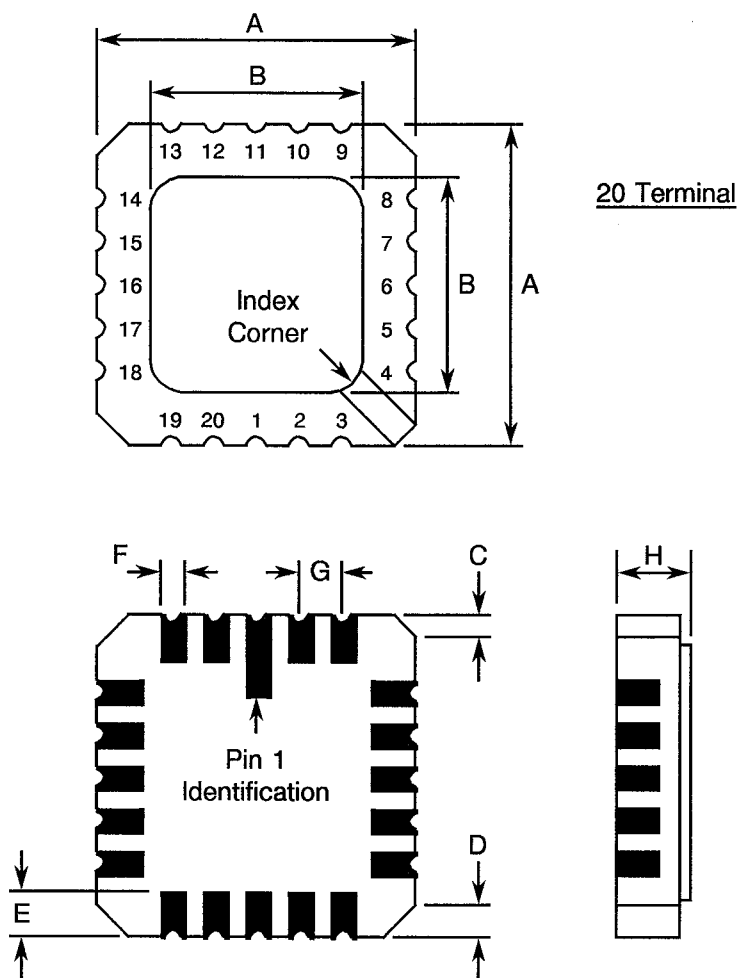 A
B
13 12 11 10 9
14 8
20 Terminal
15 7
16 6
B A
Index
Corner
17 5
18 4
19 20 1 2 3
F G C H
Pin 1
Identification
D
E